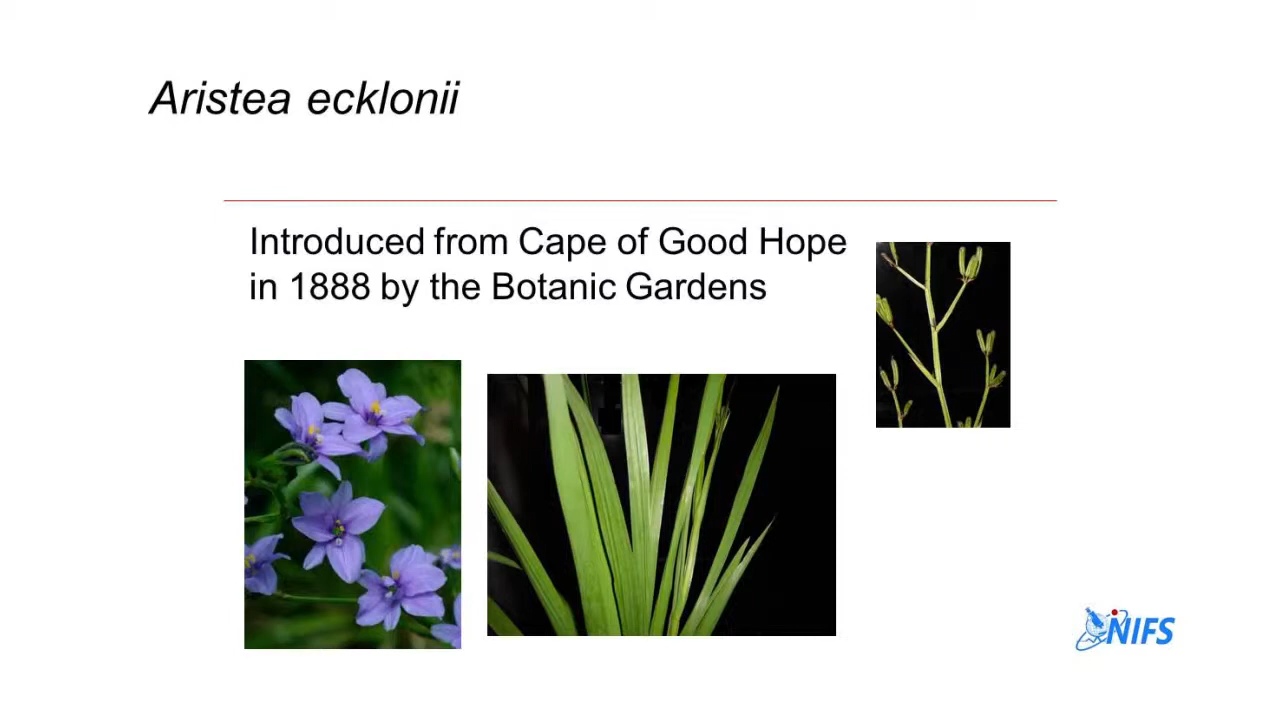 Aristea ecklonii
Introduced from Cape of Good Hope
in 1888 by the Botanic Gardens
NIFS